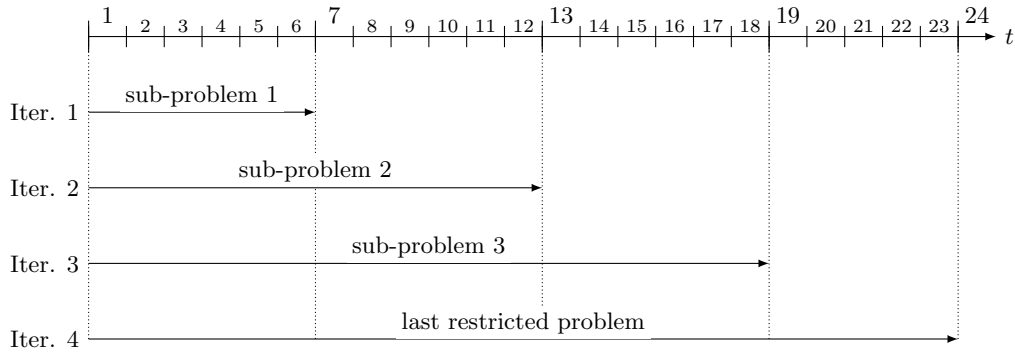 1 2 3 4 5 6 7 8 9 10 11 12 13 14 15 16 17 18 19 20 21 22 23 24
t
sub-problem 1
Iter. 1
sub-problem 2
Iter. 2
sub-problem 3
Iter. 3
last restricted problem
Iter. 4